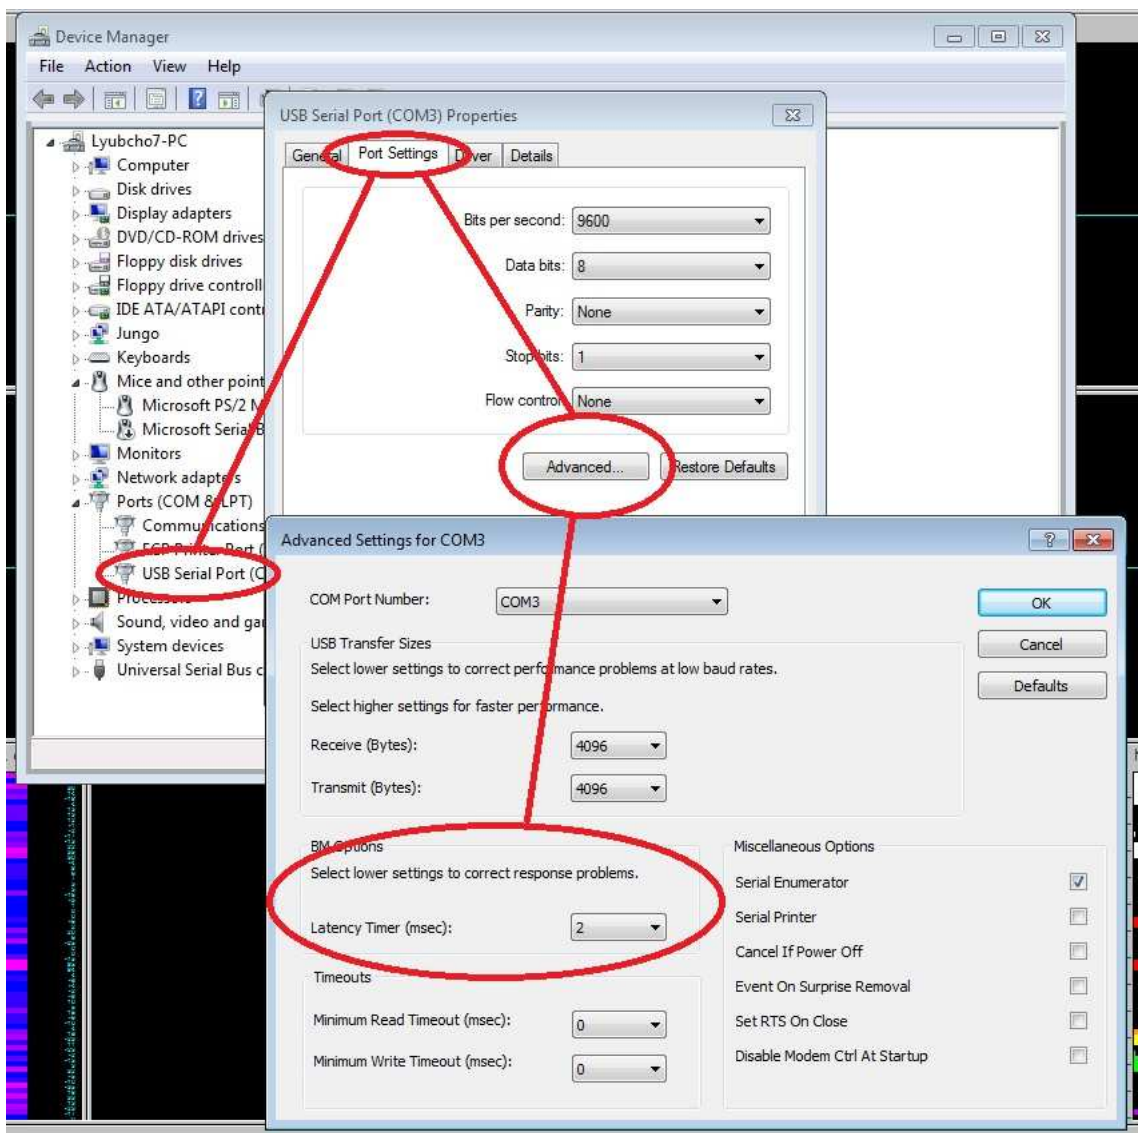 Device Manager
File Action View Help
Lyubcho7-PC
Computer
Disk drives
Display adapters
DVD/CD-ROM drives
Floppy disk drives
Floppy drive controll
IDE ATA/ATAPI cont
Jungo
Keyboards
Mice and other point
Microsoft PS/2 M
Microsoft Serial B
Monitors
Network adapters
Ports (COM & LPT)
Communications
ECP Printer Port (
USB Serial Port (C
Processors
Sound, video and gai
System devices
Universal Serial Bus c
USB Serial Port (COM3) Properties
General Port Settings Driver Details
Bits per second: 9600
Data bits: 8
Parity: None
Stop bits: 1
Flow control None
Advanced... Restore Defaults
Advanced Settings for COM3
COM Port Number: COM3
OK
Cancel
Defaults
USB Transfer Sizes
Select lower settings to correct performance problems at low baud rates.
Select higher settings for faster performance.
Receive (Bytes): 4096
Transmit (Bytes): 4096
BM Options
Select lower settings to correct response problems.
Latency Timer (msec): 2
Timeouts
Minimum Read Timeout (msec): 0
Minimum Write Timeout (msec): 0
Miscellaneous Options
Serial Enumerator
Serial Printer
Cancel If Power Off
Event On Surprise Removal
Set RTS On Close
Disable Modem Ctrl At Startup